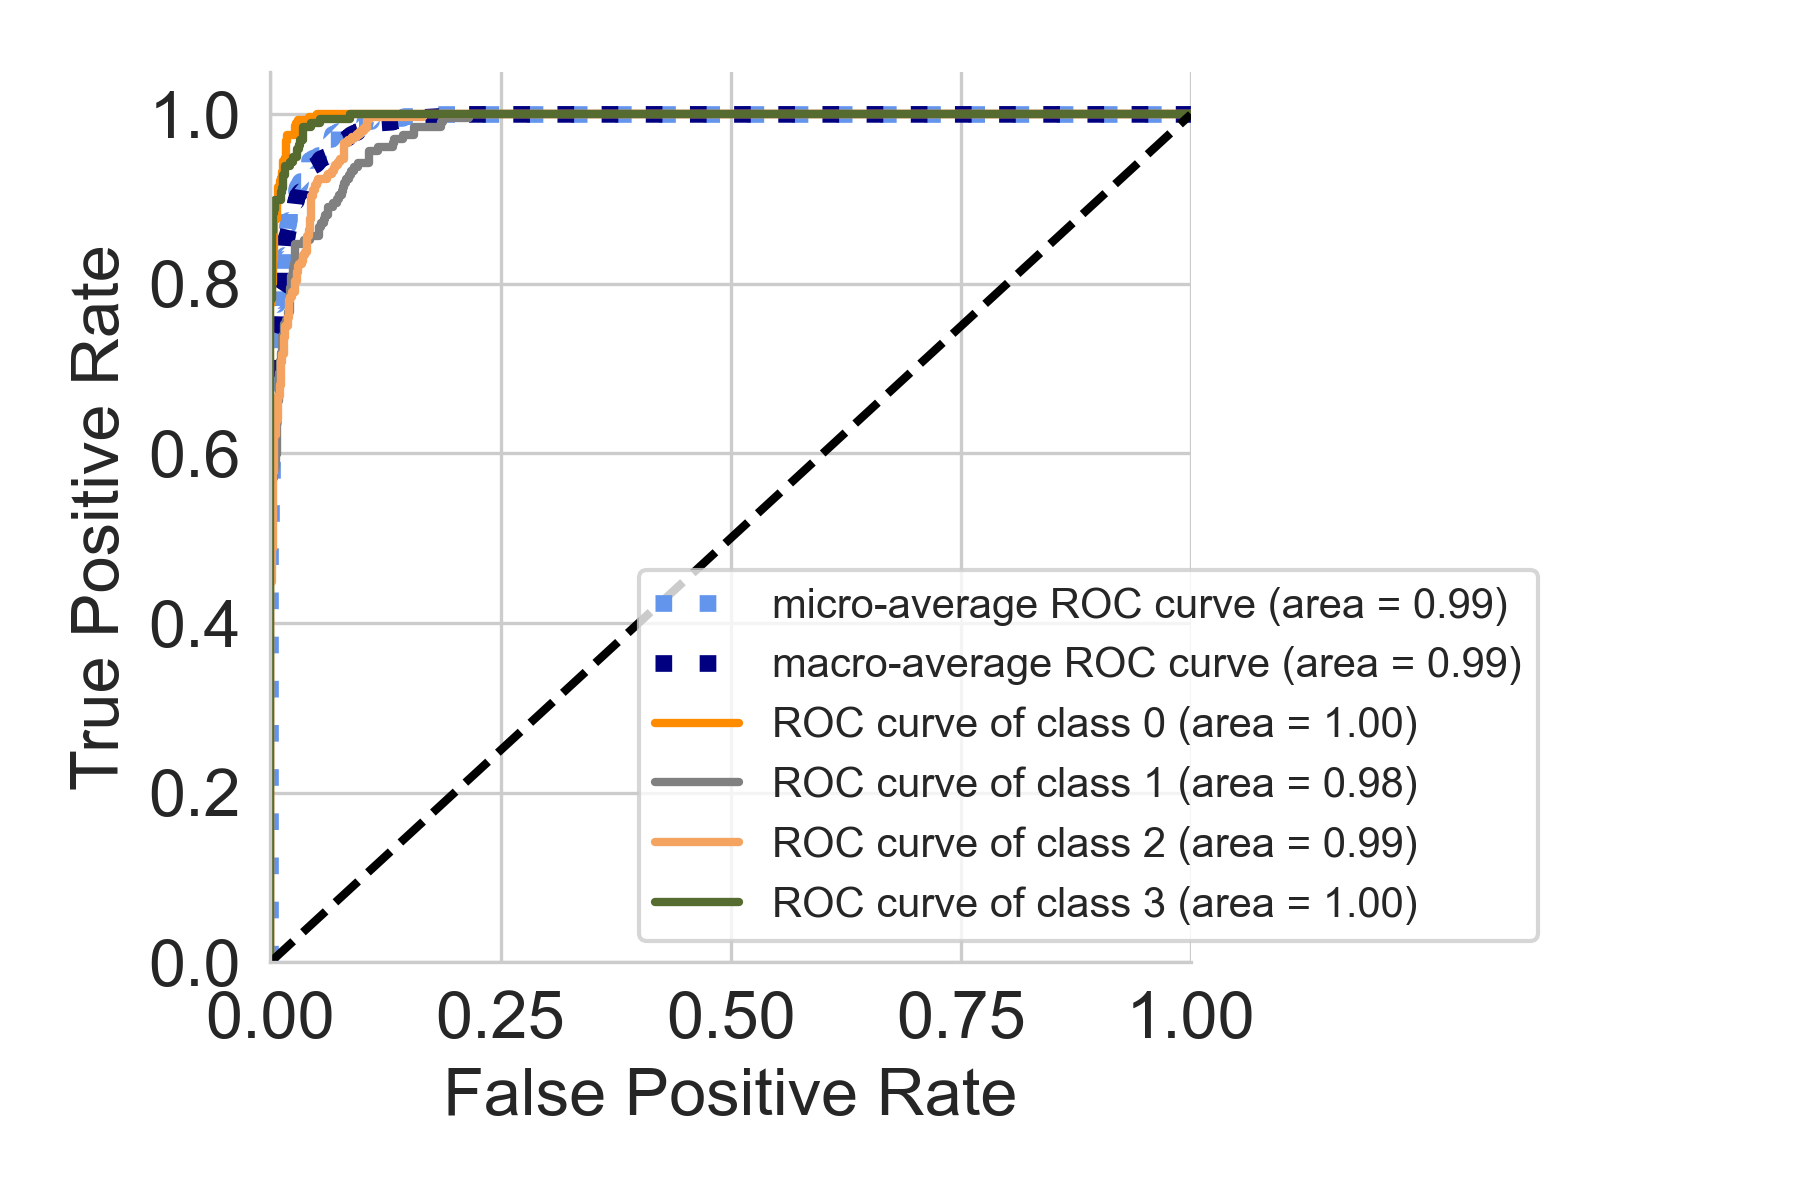 1.0
0.8
0.6
0.4
0.2
0.0
True Positive Rate
0.00 0.25 0.50 0.75 1.00
False Positive Rate
micro-average ROC curve (area = 0.99)
macro-average ROC curve (area = 0.99)
ROC curve of class 0 (area = 1.00)
ROC curve of class 1 (area = 0.98)
ROC curve of class 2 (area = 0.99)
ROC curve of class 3 (area = 1.00)